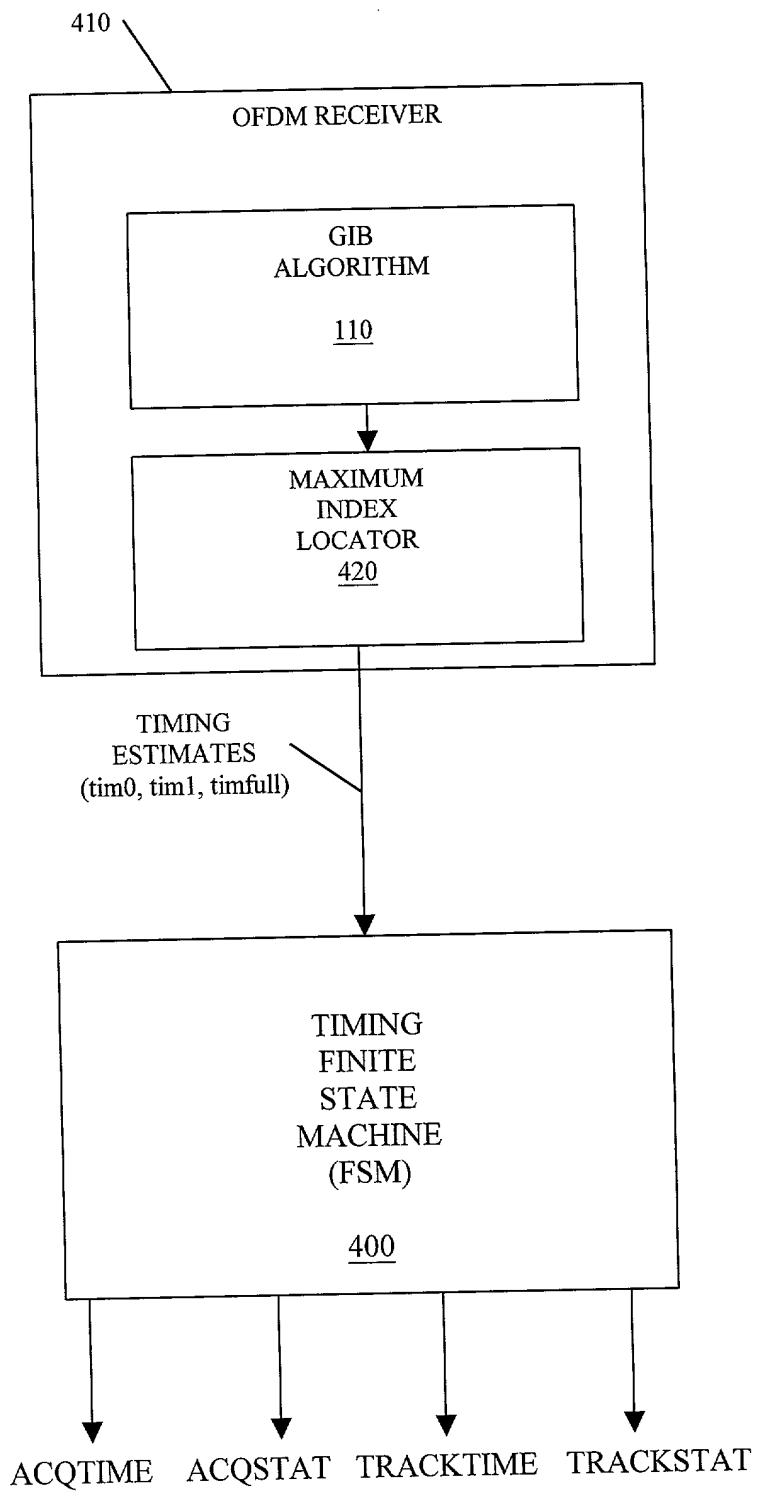 410
OFDM RECEIVER
GIB
ALGORITHM
110
MAXIMUM
INDEX
LOCATOR
420
TIMING
ESTIMATES
(tim0, tim1, timfull)
TIMING
FINITE
STATE
MACHINE
(FSM)
400
ACQTIME ACQSTAT TRACKTIME TRACKSTAT